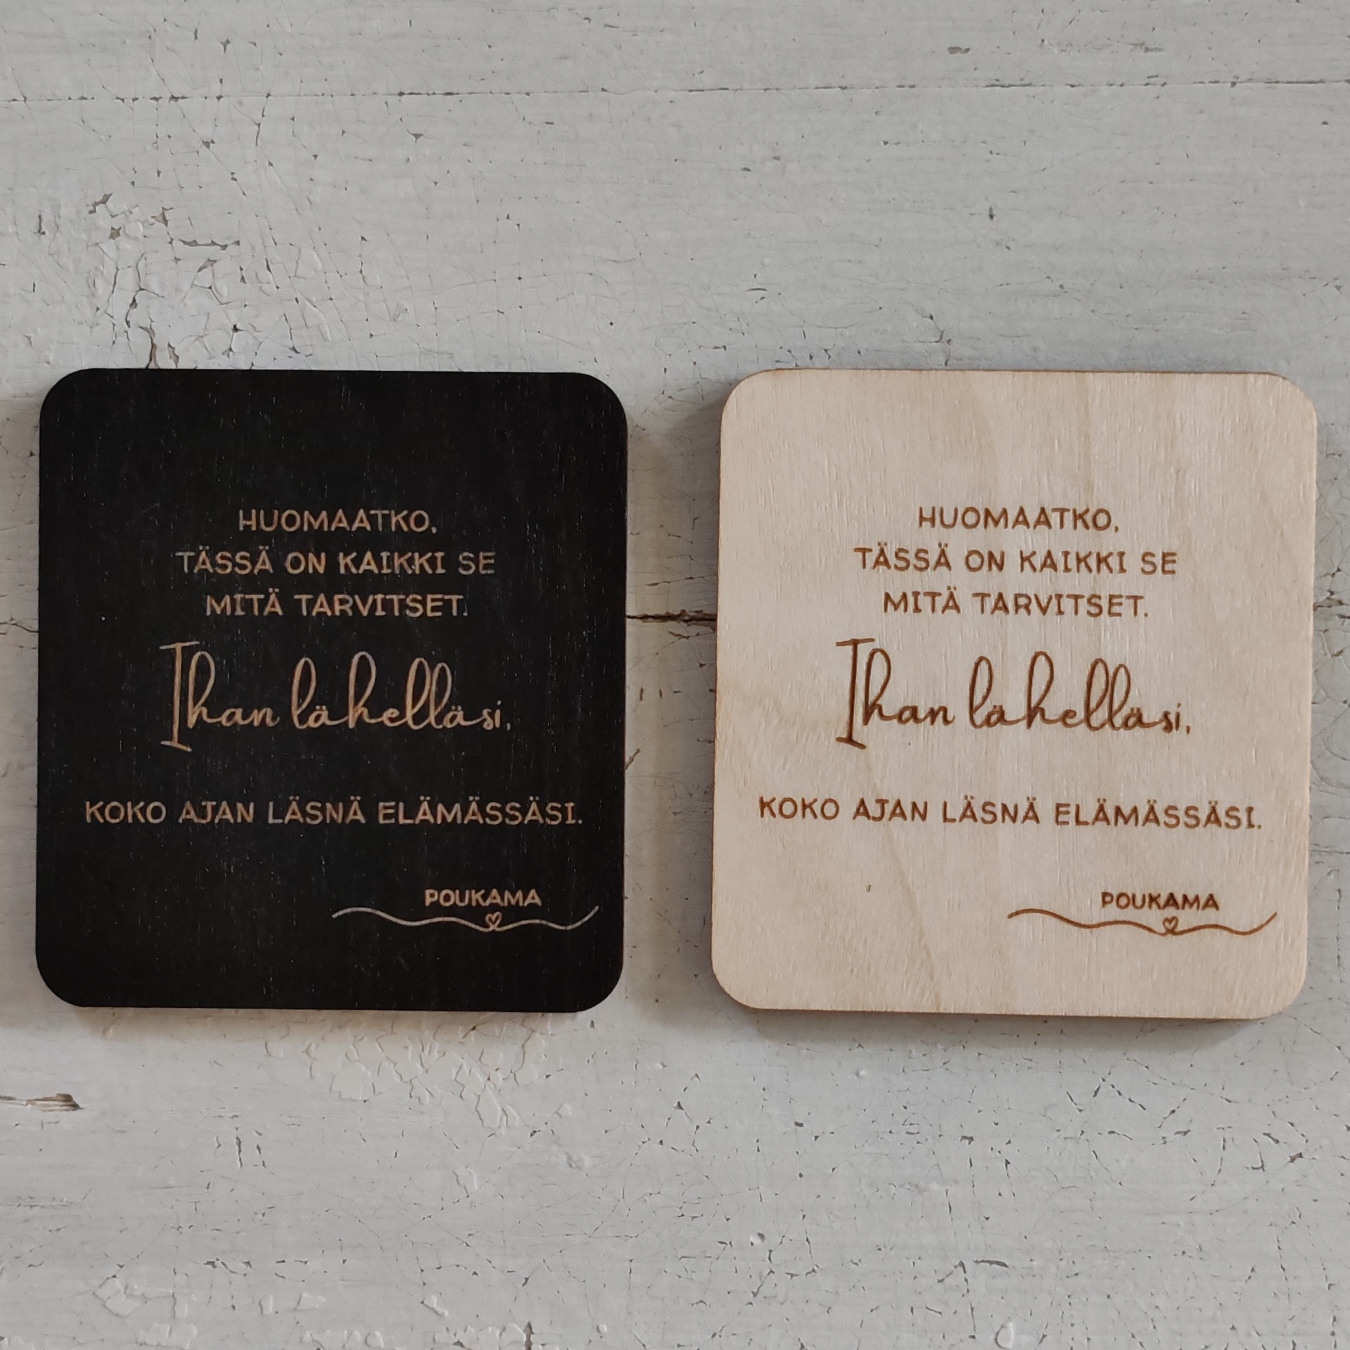 HUOMAATKO,
TÄSSÄ ON KAIKKI SE
MITÄ TARVITSET.
Ihan lähelläsi,
KOKO AJAN LÄSNÄ ELÄMÄSSÄSI.
POUKAMA
HUOMAATKO,
TÄSSÄ ON KAIKKI SE
MITÄ TARVITSET.
Ihan lähelläsi,
KOKO AJAN LÄSNÄ ELÄMÄSSÄSI.
POUKAMA